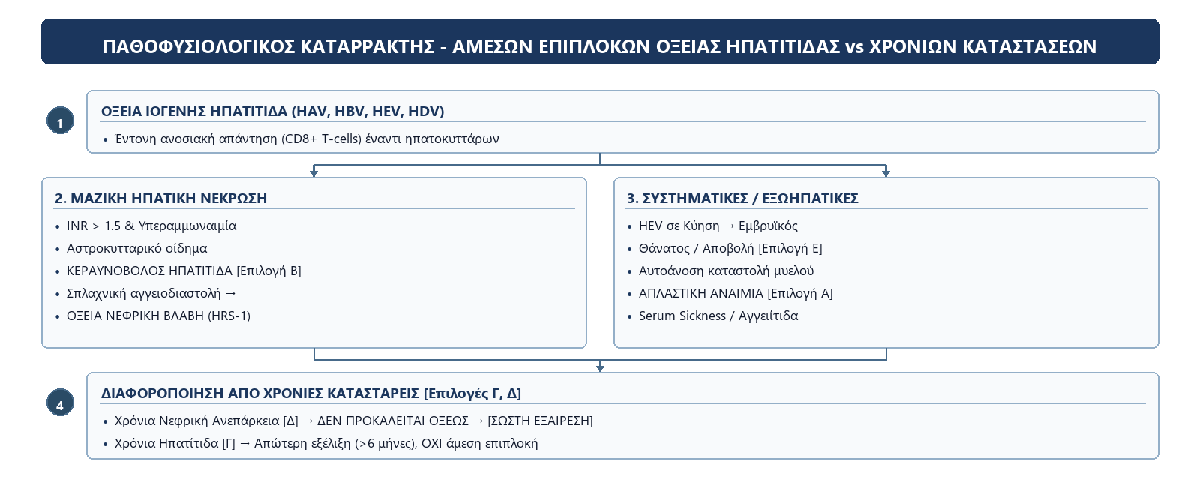 ΠΑΘΟΦΥΣΙΟΛΟΓΙΚΟΣ ΚΑΤΑΡΡΑΚΤΗΣ - ΑΜΕΣΩΝ ΕΠΙΠΛΟΚΩΝ ΟΞΕΙΑΣ ΗΠΑΤΙΤΙΔΑΣ vs ΧΡΟΝΙΩΝ ΚΑΤΑΣΤΑΣΕΩΝ
1
ΟΞΕΙΑ ΙΟΓΕΝΗΣ ΗΠΑΤΙΤΙΔΑ (HAV, HBV, HEV, HDV)
• Έντονη ανοσιακή απάντηση (CD8+ T-cells) έναντι ηπατοκυττάρων
2. ΜΑΖΙΚΗ ΗΠΑΤΙΚΗ ΝΕΚΡΩΣΗ
• INR > 1.5 & Υπεραμμωναιμία
• Αστροκυτταρικό οίδημα
• ΚΕΡΑΥΝΟΒΟΛΟΣ ΗΠΑΤΙΤΙΔΑ [Επιλογή Β]
• Σπλαχνική αγγειοδιαστολή →
• ΟΞΕΙΑ ΝΕΦΡΙΚΗ ΒΛΑΒΗ (HRS-1)
3. ΣΥΣΤΗΜΑΤΙΚΕΣ / ΕΞΩΗΠΑΤΙΚΕΣ
• HEV σε Κύηση → Εμβρυϊκός
• Θάνατος / Αποβολή [Επιλογή Ε]
• Αυτοάνοση καταστολή μυελού
• ΑΠΛΑΣΤΙΚΗ ΑΝΑΙΜΙΑ [Επιλογή Α]
• Serum Sickness / Αγγειίτιδα
4
ΔΙΑΦΟΡΟΠΟΙΗΣΗ ΑΠΟ ΧΡΟΝΙΕΣ ΚΑΤΑΣΤΑΡΕΙΣ [Επιλογές Γ, Δ]
• Χρόνια Νεφρική Ανεπάρκεια [Δ] → ΔΕΝ ΠΡΟΚΑΛΕΙΤΑΙ ΟΞΕΩΣ → [ΣΩΣΤΗ ΕΞΑΙΡΕΣΗ]
• Χρόνια Ηπατίτιδα [Γ] → Απώτερη εξέλιξη (>6 μήνες), ΟΧΙ άμεση επιπλοκή